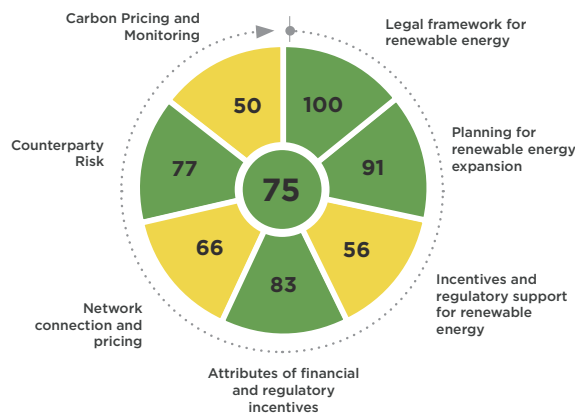 Carbon Pricing and
Monitoring
Legal framework for
renewable energy
50
100
Counterparty
Risk
77
91
Planning for
renewable energy
expansion
75
66
56
83
Network
connection and
pricing
Incentives and
regulatory support
for renewable
energy
Attributes of financial
and regulatory
incentives